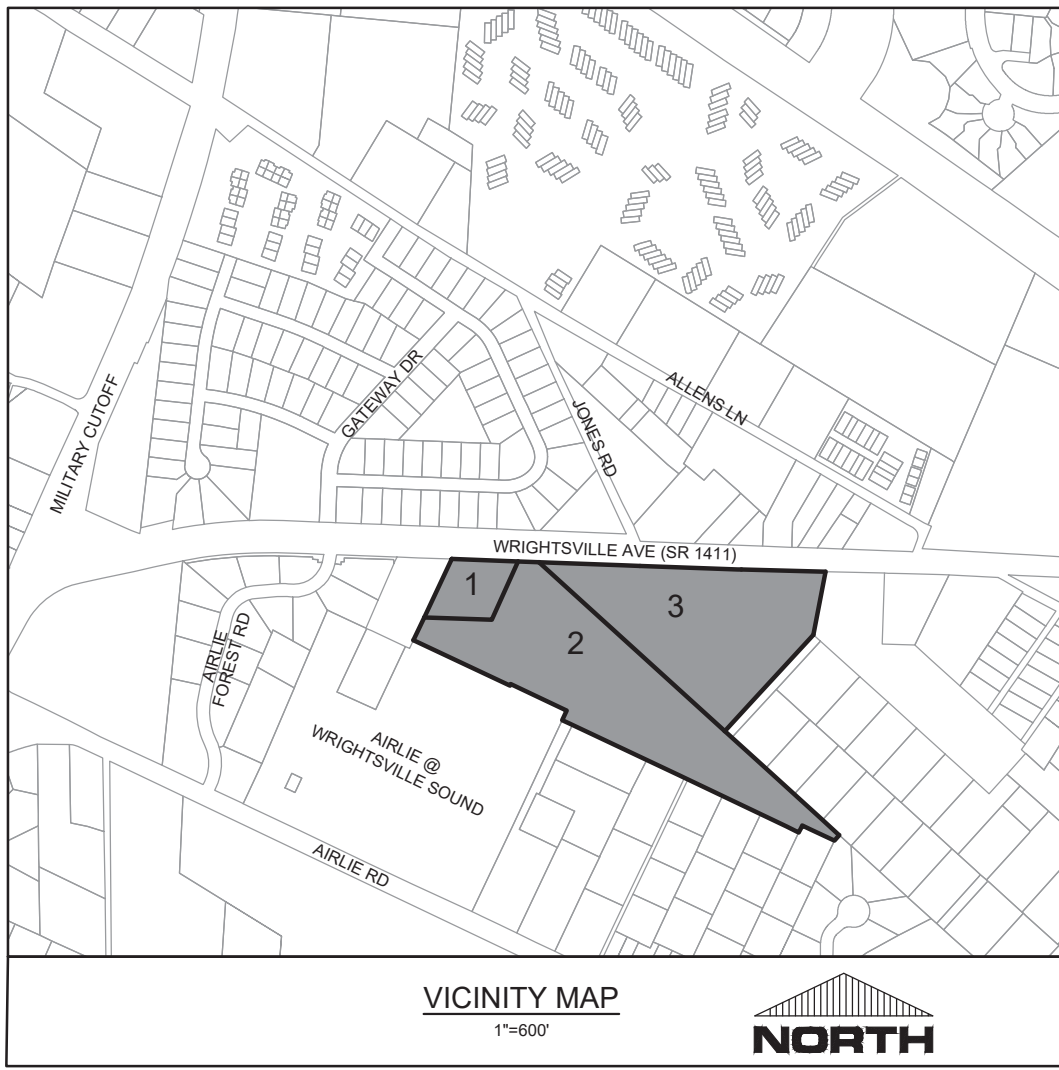 ALLENS LN
GATEWAY DR
MILITARY CUTOFF
JONES RD
WRIGHTSVILLE AVE (SR 1411)
1
3
2
AIRLIE
FOREST RD
AIRLIE @
WRIGHTSVILLE SOUND
AIRLIE RD
VICINITY MAP
1"=600'
NORTH